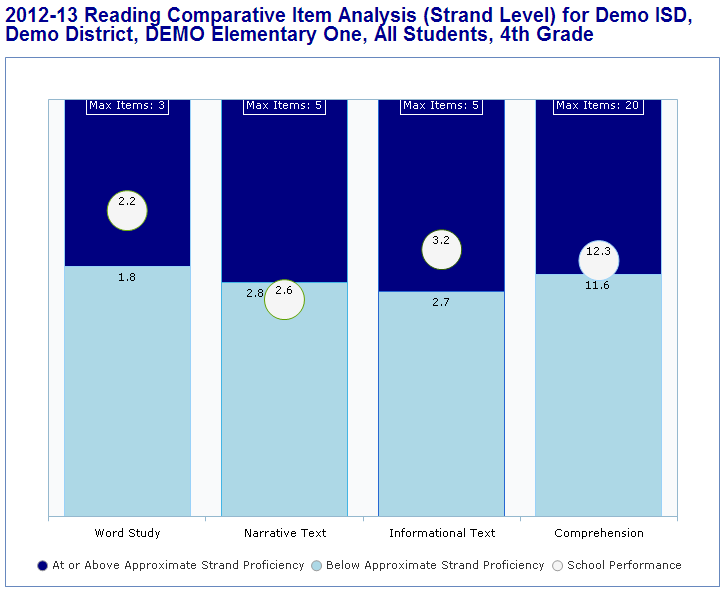 2012-13 Reading Comparative Item Analysis (Strand Level) for Demo ISD,
Demo District, DEMO Elementary One, All Students, 4th Grade
Max Items: 3
Max Items: 5
Max Items: 5
Max Items: 20
2.2
3.2
12.3
1.8
2.8
2.6
2.7
11.6
Word Study
Narrative Text
Informational Text
Comprehension
At or Above Approximate Strand Proficiency
Below Approximate Strand Proficiency
School Performance